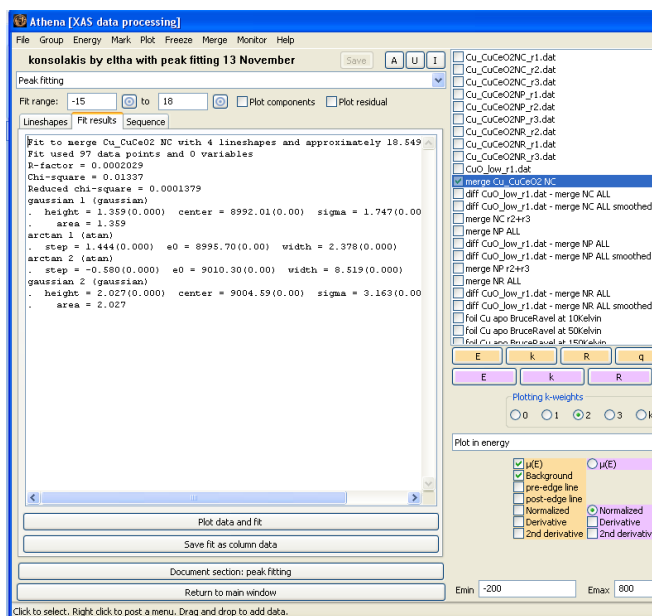 Athena [XAS data processing]
File Group Energy Mark Plot Freeze Merge Monitor Help
konsolakis by eltha with peak fitting 13 November
Save
A U I
Peak fitting
Fit range: -15 to 18 Plot components Plot residual
Lineshapes Fit results Sequence
Fit to merge Cu_CuCeO2 NC with 4 lineshapes and approximately 18.549
Fit used 97 data points and 0 variables
R-factor = 0.0002029
Chi-square = 0.01337
Reduced chi-square = 0.0001379
gaussian 1 (gaussian)
. height = 1.359(0.000) center = 8992.01(0.00) sigma = 1.747(0.00
. area = 1.359
arctan 1 (atan)
. step = 1.444(0.000) e0 = 8995.70(0.00) width = 2.378(0.000)
arctan 2 (atan)
. step = -0.580(0.000) e0 = 9010.30(0.00) width = 8.519(0.000)
gaussian 2 (gaussian)
. height = 2.027(0.000) center = 9004.59(0.00) sigma = 3.163(0.00
. area = 2.027
Plot data and fit
Save fit as column data
Document section: peak fitting
Return to main window
Click to select. Right click to post a menu. Drag and drop to add data.
Cu_CuCeO2NC_r1.dat
Cu_CuCeO2NC_r2.dat
Cu_CuCeO2NC_r3.dat
Cu_CuCeO2NP_r1.dat
Cu_CuCeO2NP_r2.dat
Cu_CuCeO2NP_r3.dat
Cu_CuCeO2NR_r2.dat
Cu_CuCeO2NR_r1.dat
Cu_CuCeO2NR_r3.dat
CuO_low_r1.dat
merge Cu_CuCeO2 NC
diff CuO_low_r1.dat - merge NC ALL
diff CuO_low_r1.dat - merge NC ALL smoothed
merge NC r2+r3
merge NP ALL
diff CuO_low_r1.dat - merge NP ALL
diff CuO_low_r1.dat - merge NP ALL smoothed
merge NP r2+r3
merge NR ALL
diff CuO_low_r1.dat - merge NR ALL
diff CuO_low_r1.dat - merge NR ALL smoothed
foil Cu apo BruceRavel at 10Kelvin
foil Cu apo BruceRavel at 50Kelvin
foil Cu apo BruceRavel at 150Kelvin
E k R q
E k R
Plotting k-weights
0 1 2 3 k
Plot in energy
μ(E) μ(E)
Background
pre-edge line
post-edge line
Normalized Normalized
Derivative Derivative
2nd derivative 2nd derivativ
Emin -200 Emax 800